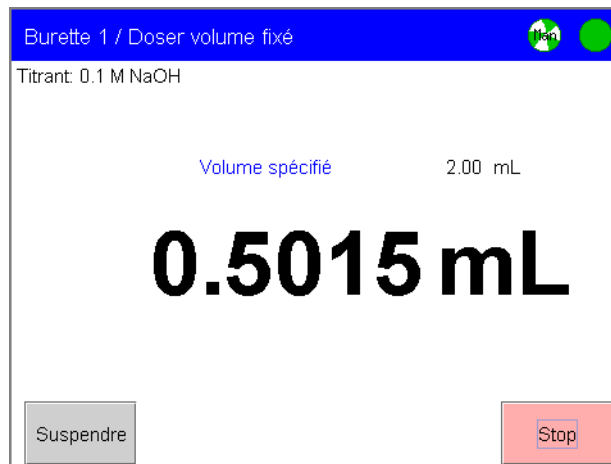 Burette 1 / Doser volume fixé Man
Titrant: 0.1 M NaOH
Volume spécifié 2.00 mL
0.5015 mL
Suspendre Stop